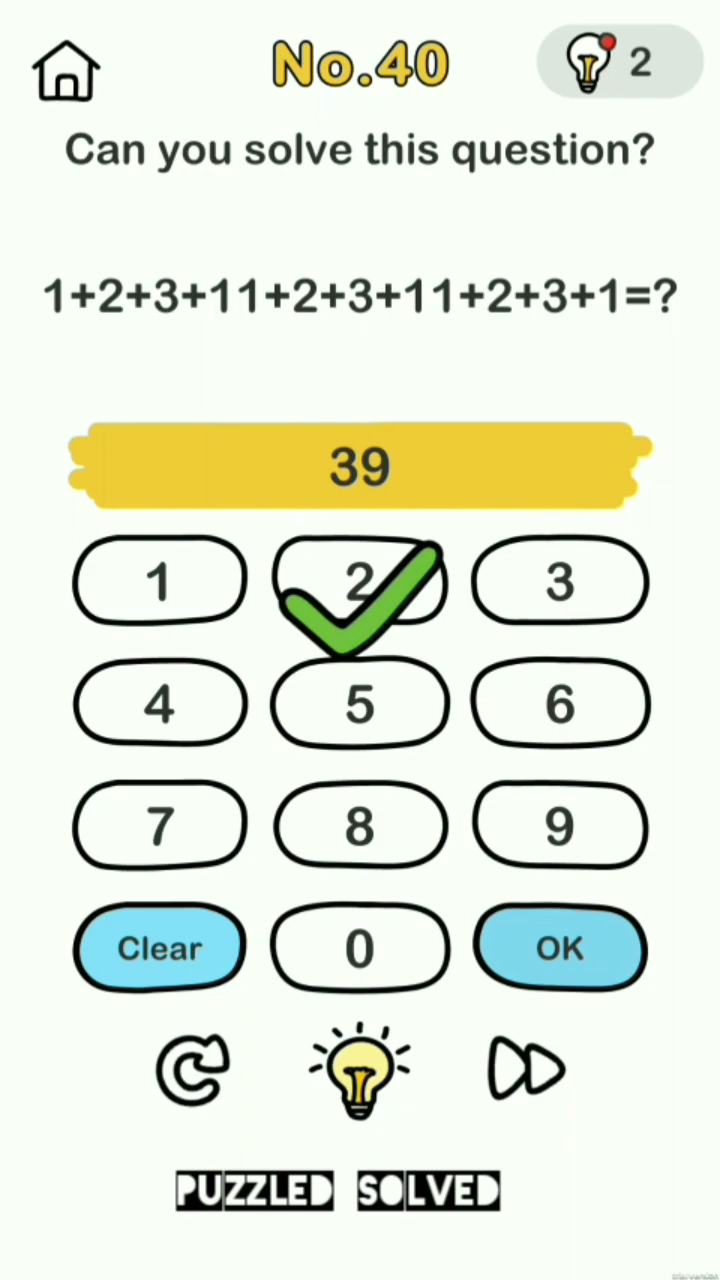 No.40
2
Can you solve this question?
1+2+3+11+2+3+11+2+3+1=?
39
1 2 3
4 5 6
7 8 9
Clear 0 OK
PUZZLED SOLVED